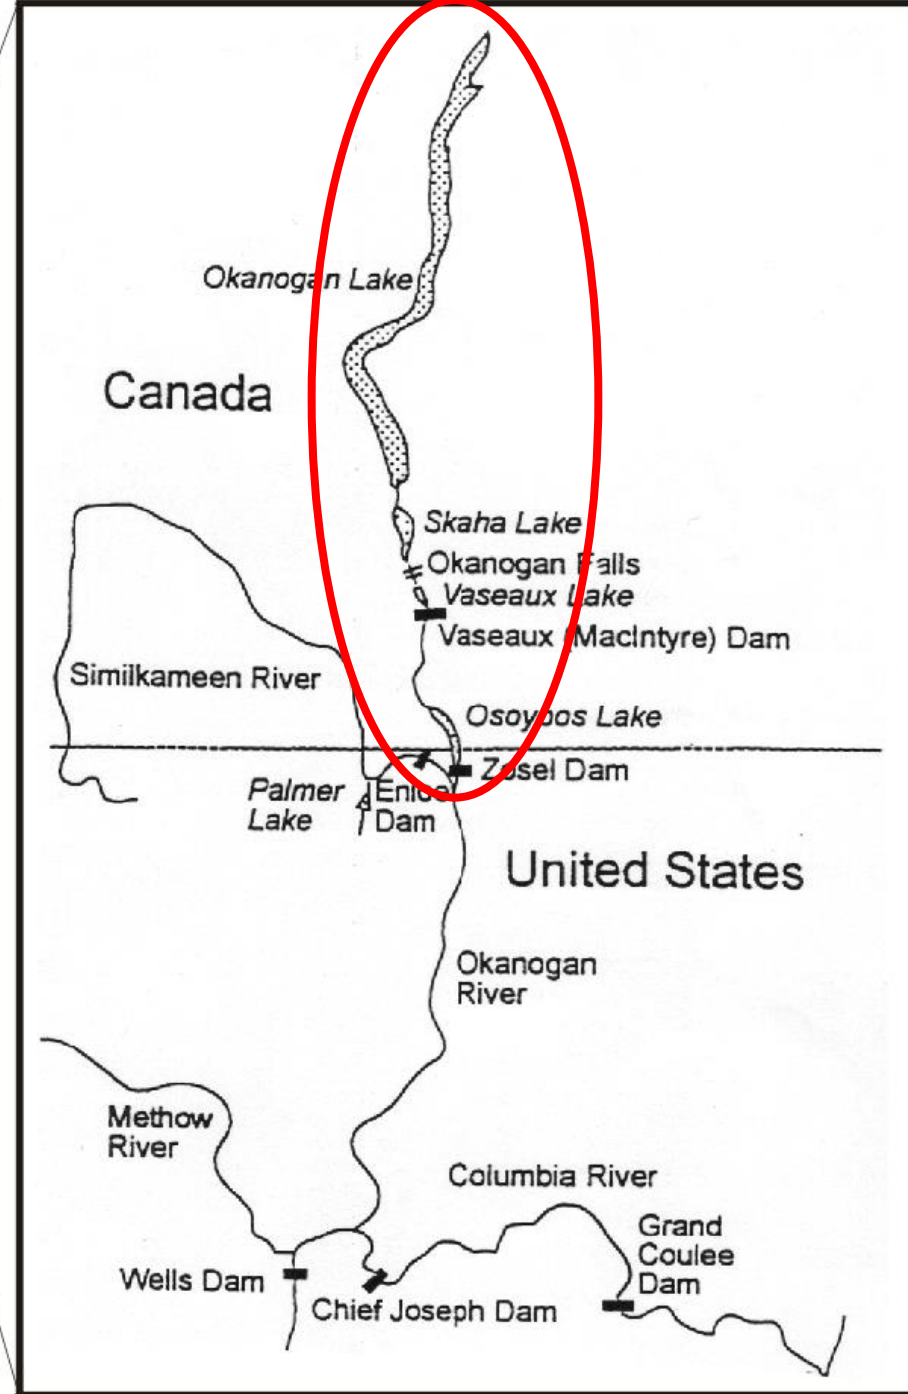 Okanogan Lake
Canada
Skaha Lake
Okanogan Falls
Vaseaux Lake
Vaseaux (MacIntyre) Dam
Similkameen River
Osoyoos Lake
Zosel Dam
Palmer
Lake
Enloe
Dam
United States
Okanogan
River
Methow
River
Columbia River
Grand
Coulee
Dam
Wells Dam
Chief Joseph Dam